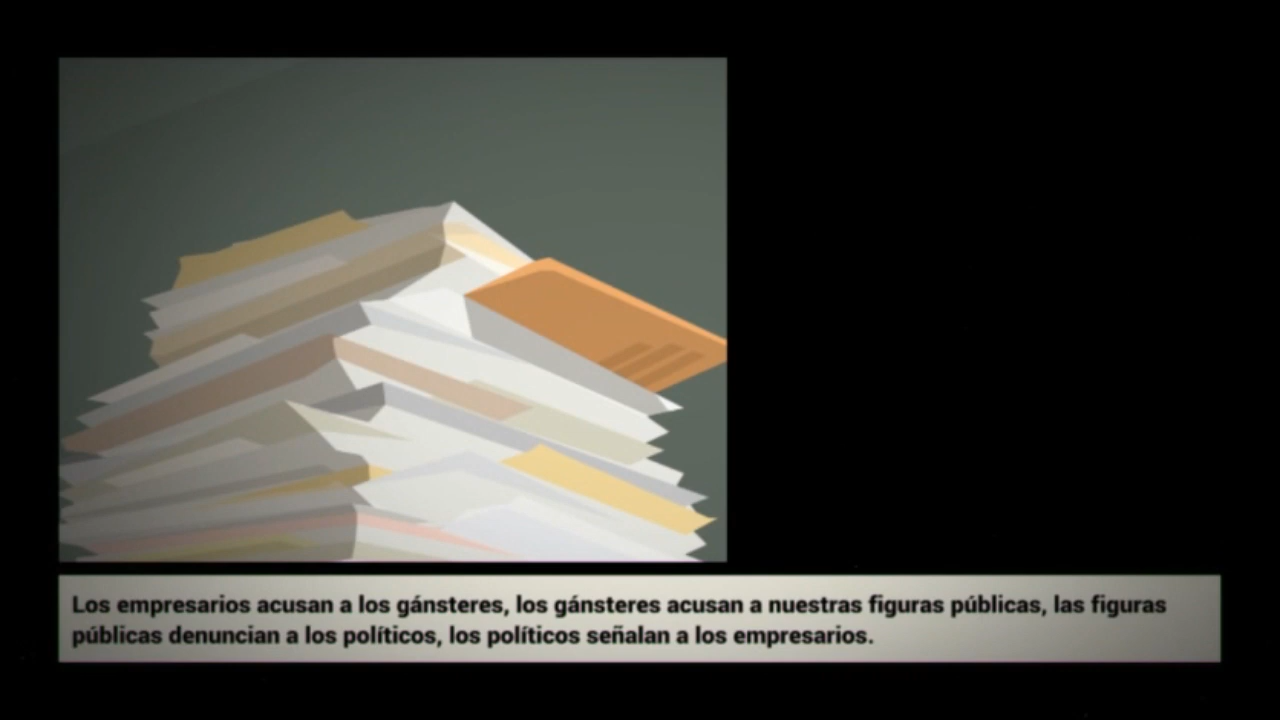 Los empresarios acusan a los gánsteres, los gánsteres acusan a nuestras figuras públicas, las figuras
públicas denuncian a los políticos, los políticos señalan a los empresarios.